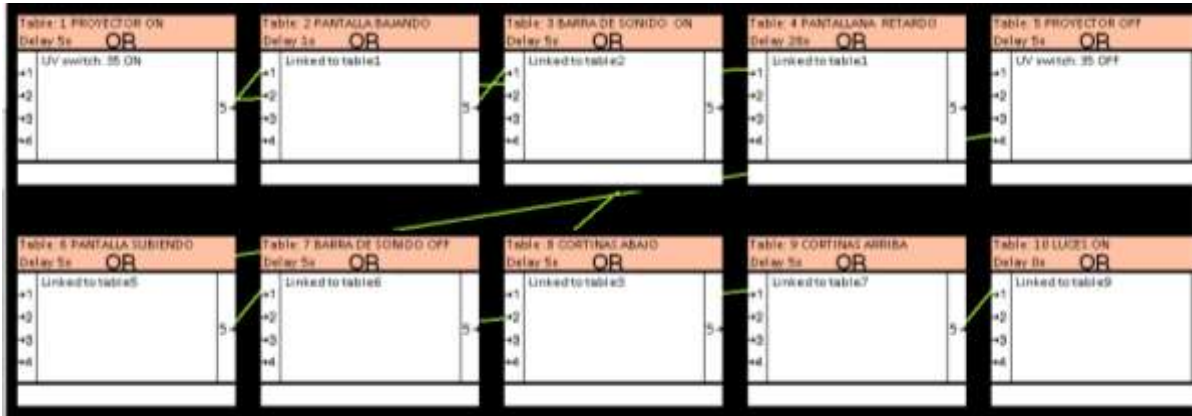 Table: 1 PROYECTOR ON
Delay 5s OR
UV switch: 35 ON
+1
+2
+3
+4
5
Table: 2 PANTALLA BAJANDO
Delay 1s OR
Linked to table1
+1
+2
+3
+4
5
Table: 3 BARRA DE SONIDO ON
Delay 5s OR
Linked to table2
+1
+2
+3
+4
5
Table: 4 PANTALLANA RETARDO
Delay 28s OR
Linked to table1
+1
+2
+3
+4
5
Table: 5 PROYECTOR OFF
Delay 5s OR
UV switch: 35 OFF
+1
+2
+3
+4
Table: 6 PANTALLA SUBIENDO
Delay 5s OR
Linked to table5
+1
+2
+3
+4
5
Table: 7 BARRA DE SONIDO OFF
Delay 5s OR
Linked to table6
+1
+2
+3
+4
5
Table: 8 CORTINAS ABAJO
Delay 5s OR
Linked to table3
+1
+2
+3
+4
5
Table: 9 CORTINAS ARRIBA
Delay 5s OR
Linked to table7
+1
+2
+3
+4
5
Table: 10 LUCES ON
Delay 0s OR
Linked to table9
+1
+2
+3
+4